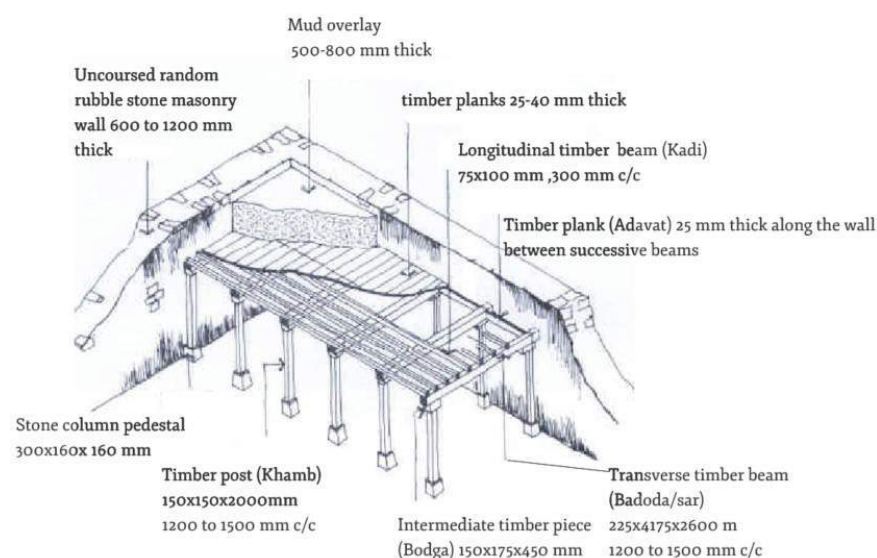 Mud overlay
500-800 mm thick
Uncoursed random
rubble stone masonry
wall 600 to 1200 mm
thick
timber planks 25-40 mm thick
Longitudinal timber beam (Kadi)
75x100 mm ,300 mm c/c
Timber plank (Adavat) 25 mm thick along the wall
between successive beams
Stone column pedestal
300x160x 160 mm
Timber post (Khamb)
150x150x2000mm
1200 to 1500 mm c/c
Intermediate timber piece
(Bodga) 150x175x450 mm
Transverse timber beam
(Badoda/sar)
225x4175x2600 m
1200 to 1500 mm c/c